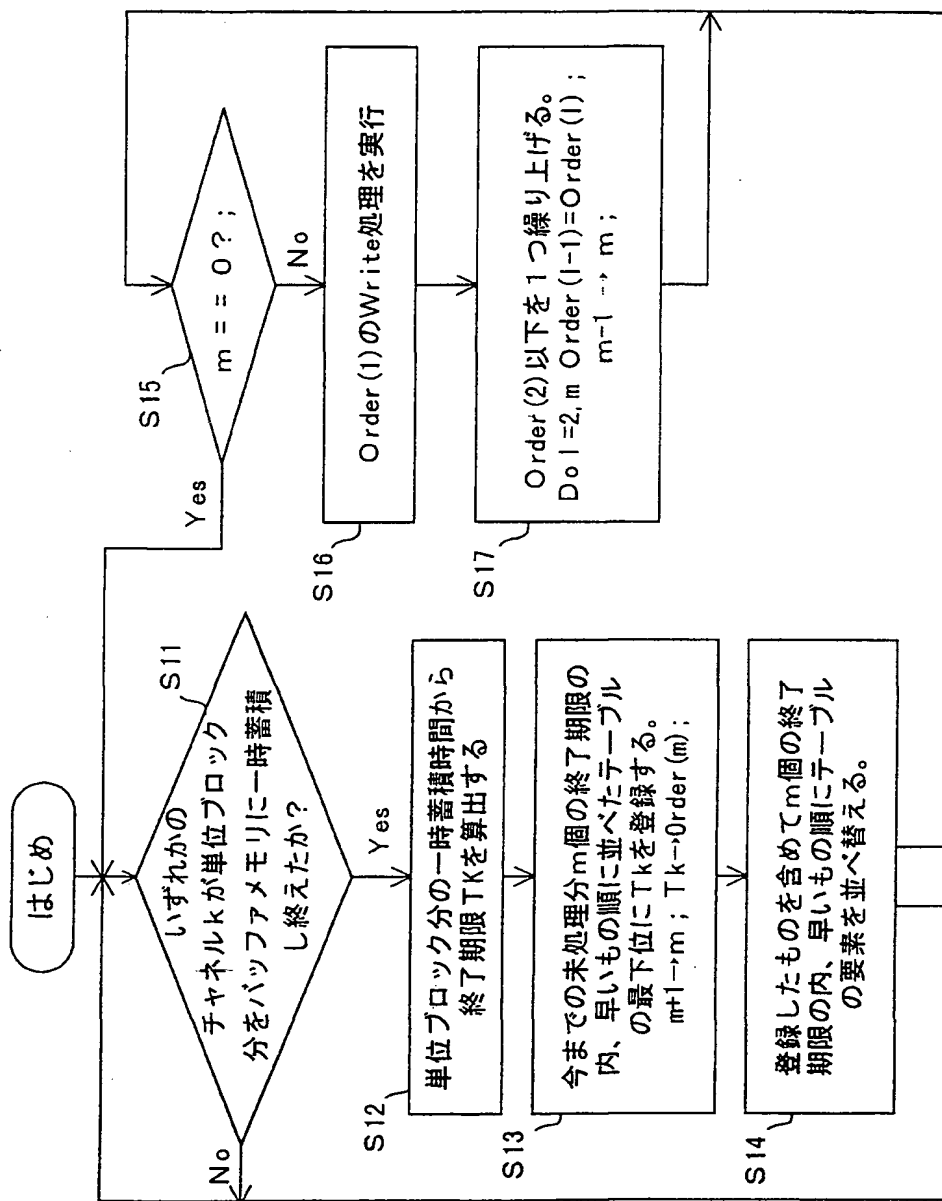 はじめ
S11
いずれかの
チャネルkが単位ブロック
分をバッファメモリに一時蓄積
し終えたか?
No
Yes
S12
単位ブロック分の一時蓄積時間から
終了期限TKを算出する
S13
今までの未処理分m個の終了期限の
内、早いもの順に並べたテーブル
の最下位にTkを登録する。
m+1→m;Tk→Order(m);
S14
登録したものを含めてm個の終了
期限の内、早いもの順にテーブル
の要素を並べ替える。
S15
m==0?;
Yes
No
S16
Order(1)のWrite処理を実行
S17
Order(2)以下を1つ繰り上げる。
Do l=2,m Order(l-1)=Order(l);
m-1→m;